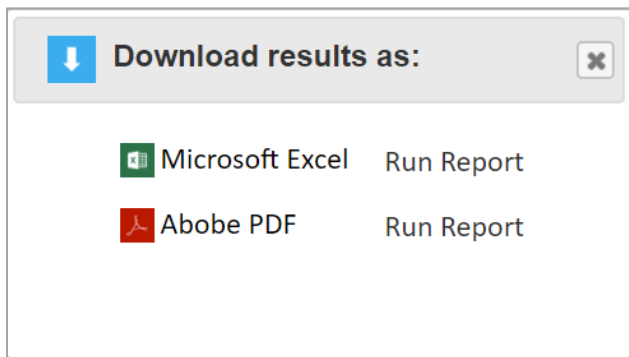 Download results as:
Microsoft Excel Run Report
Abobe PDF Run Report